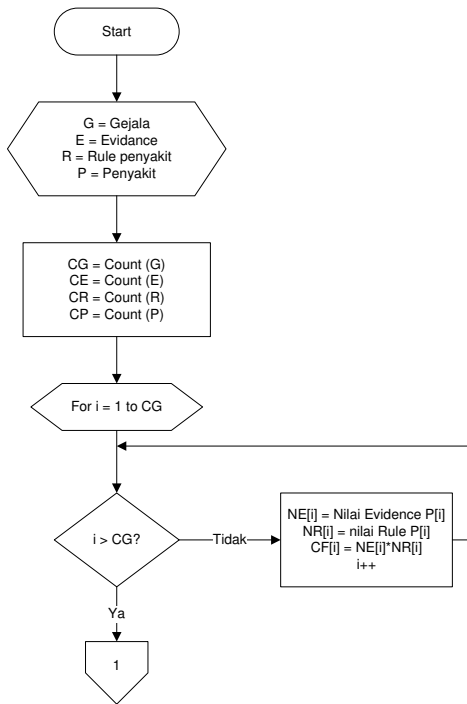 Start
G = Gejala
E = Evidance
R = Rule penyakit
P = Penyakit
CG = Count (G)
CE = Count (E)
CR = Count (R)
CP = Count (P)
For i = 1 to CG
i > CG?
Tidak
NE[i] = Nilai Evidence P[i]
NR[i] = nilai Rule P[i]
CF[i] = NE[i]*NR[i]
i++
Ya
1